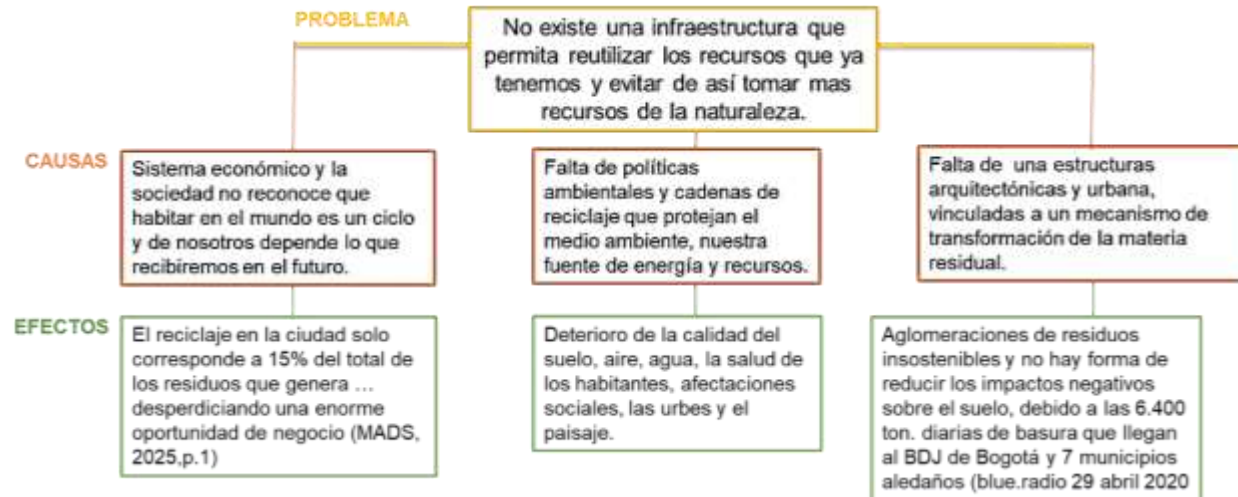 PROBLEMA
No existe una infraestructura que
permita reutilizar los recursos que ya
tenemos y evitar de así tomar mas
recursos de la naturaleza.
CAUSAS
Sistema económico y la
sociedad no reconoce que
habitar en el mundo es un ciclo
y de nosotros depende lo que
recibiremos en el futuro.
Falta de políticas
ambientales y cadenas de
reciclaje que protejan el
medio ambiente, nuestra
fuente de energía y recursos.
Falta de una estructuras
arquitectónicas y urbana,
vinculadas a un mecanismo de
transformación de la materia
residual.
EFECTOS
El reciclaje en la ciudad solo
corresponde a 15% del total de
los residuos que genera ...
desperdiciando una enorme
oportunidad de negocio (MADS,
2025,p.1)
Deterioro de la calidad del
suelo, aire, agua, la salud de
los habitantes, afectaciones
sociales, las urbes y el
paisaje.
Aglomeraciones de residuos
insostenibles y no hay forma de
reducir los impactos negativos
sobre el suelo, debido a las 6.400
ton. diarias de basura que llegan
al BDJ de Bogotá y 7 municipios
aledaños (blue.radio 29 abril 2020